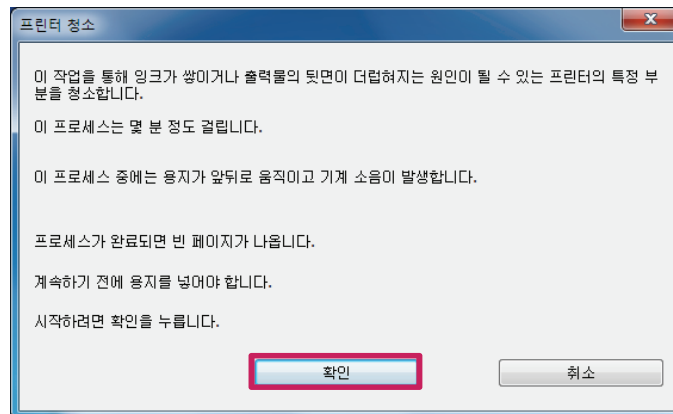 프린터 청소
이 작업을 통해 잉크가 쌓이거나 출력물의 뒷면이 더럽혀지는 원인이 될 수 있는 프린터의 특정 부
분을 청소합니다.
이 프로세스는 몇 분 정도 걸립니다.
이 프로세스 중에는 용지가 앞뒤로 움직이고 기계 소음이 발생합니다.
프로세스가 완료되면 빈 페이지가 나옵니다.
계속하기 전에 용지를 넣어야 합니다.
시작하려면 확인을 누릅니다.
확인 취소